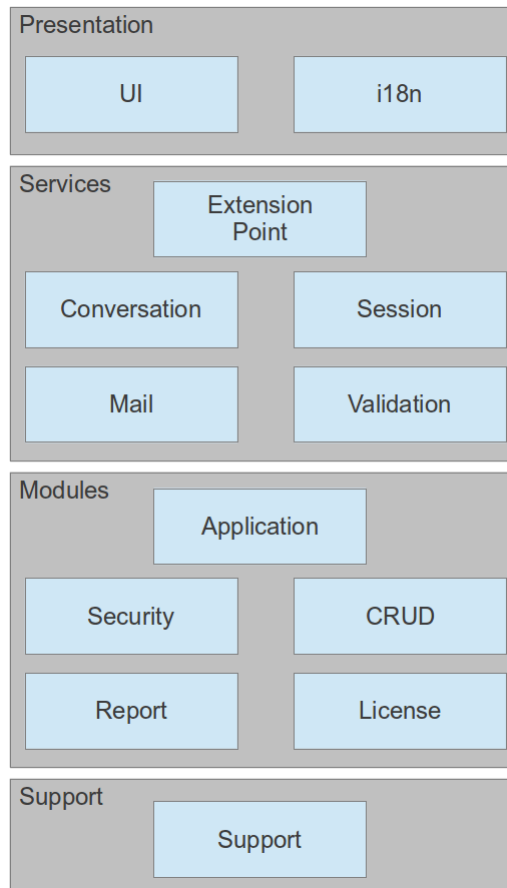 Presentation
UI
i18n
Services
Extension
Point
Conversation
Session
Mail
Validation
Modules
Application
Security
CRUD
Report
License
Support
Support